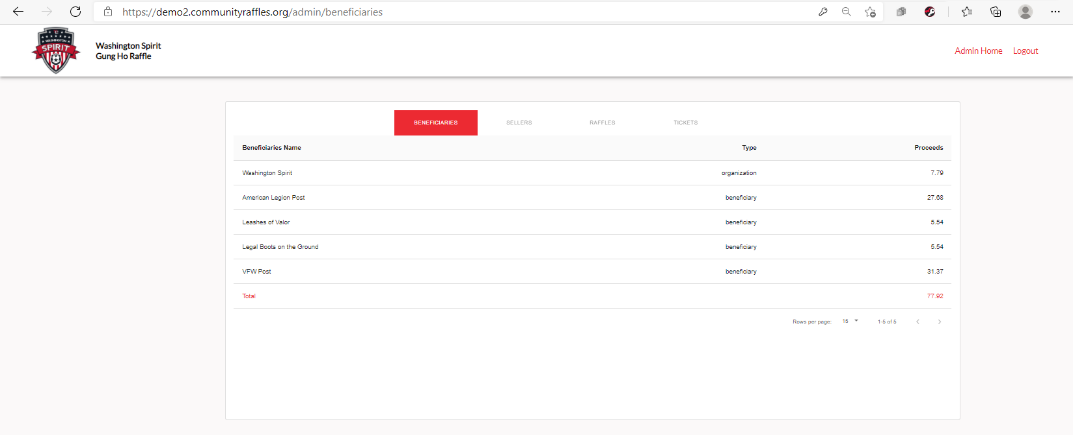 https://demo2.communityraffles.org/admin/beneficiaries
WASHINGTON
SPIRIT
Washington Spirit
Gung Ho Raffle
Admin Home Logout
BENEFICIARIES SELLERS RAFFLES TICKETS
Beneficiaries Name Type Proceeds
Washington Spirit organization 7.79
American Legion Post beneficiary 27.68
Leashes of Valor beneficiary 5.54
Legal Boots on the Ground beneficiary 5.54
VFW Post beneficiary 31.37
Total 77.92
Rows per page: 15 1-5 of 5